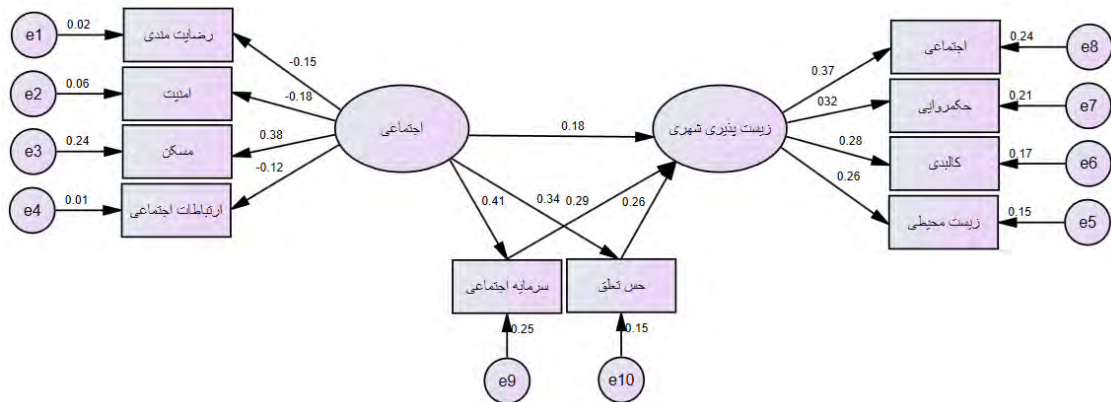 e1
0.02
رضایت مندی
e2
0.06
امنیت
e3
0.24
مسکن
e4
0.01
ارتباطات اجتماعی
-0.15
-0.18
0.38
-0.12
اجتماعی
0.18
زیست پذیری شهری
0.41
0.34
0.29
0.26
سرمایه اجتماعی
حس تعلق
0.25
0.15
e9
e10
0.37
032
0.28
0.26
اجتماعی
0.24
e8
حکمروایی
0.21
e7
کالبدی
0.17
e6
زیست محیطی
0.15
e5